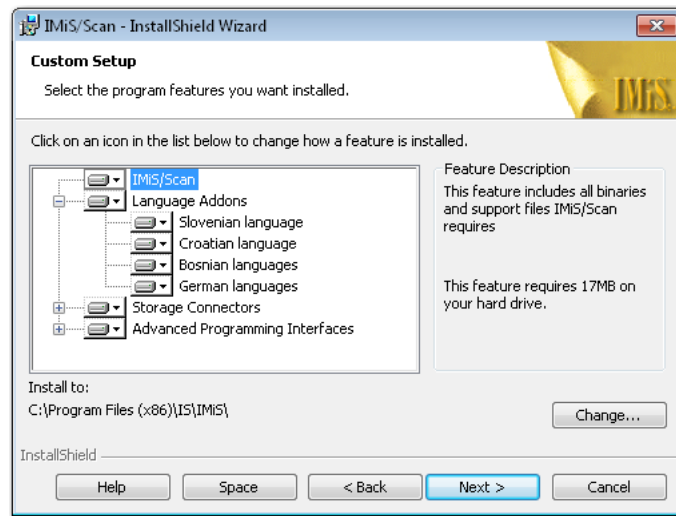 IMiS/Scan - InstallShield Wizard
Custom Setup
Select the program features you want installed.
IMiS.
Click on an icon in the list below to change how a feature is installed.
IMiS/Scan
Language Addons
Slovenian language
Croatian language
Bosnian languages
German languages
Storage Connectors
Advanced Programming Interfaces
Feature Description
This feature includes all binaries
and support files IMiS/Scan
requires
This feature requires 17MB on
your hard drive.
Install to:
C:\Program Files (x86)\IS\IMiS\
Change...
InstallShield
Help
Space
< Back
Next >
Cancel